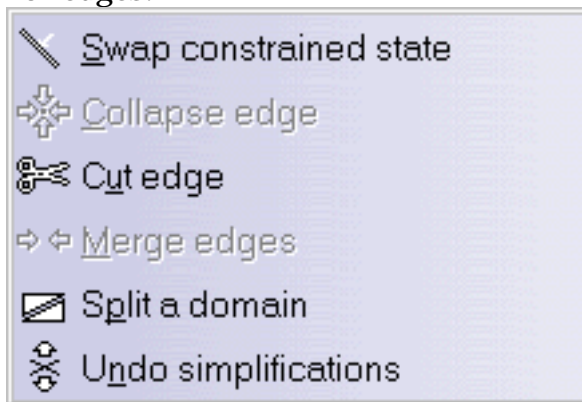 Swap constrained state
Collapse edge
Cut edge
Merge edges
Split a domain
Undo simplifications